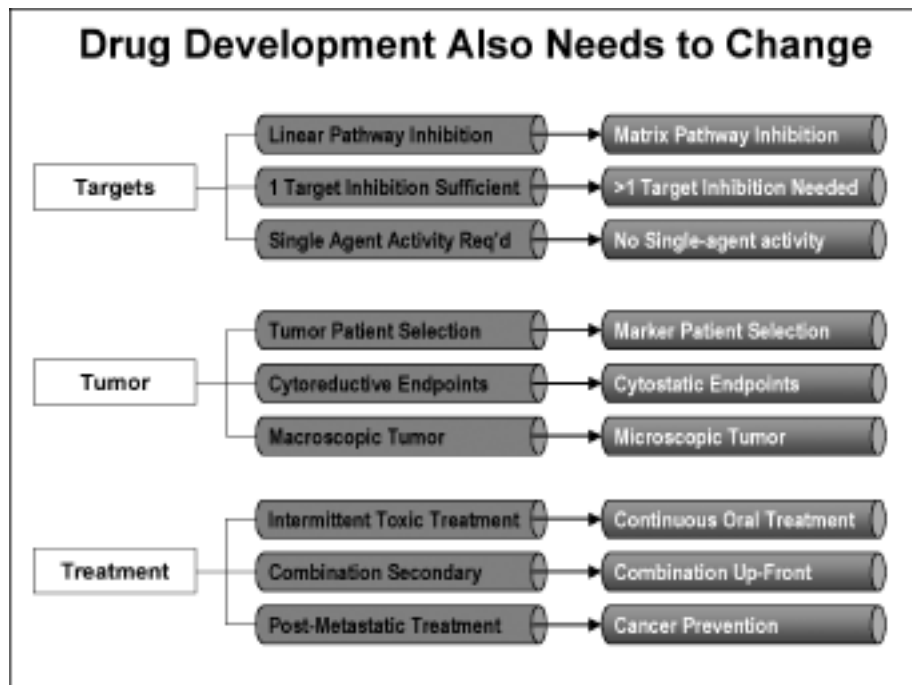 Drug Development Also Needs to Change
Targets
Linear Pathway Inhibition
Matrix Pathway Inhibition
1 Target Inhibition Sufficient
>1 Target Inhibition Needed
Single Agent Activity Req'd
No Single-agent activity
Tumor
Tumor Patient Selection
Marker Patient Selection
Cytoreductive Endpoints
Cytostatic Endpoints
Macroscopic Tumor
Microscopic Tumor
Treatment
Intermittent Toxic Treatment
Continuous Oral Treatment
Combination Secondary
Combination Up-Front
Post-Metastatic Treatment
Cancer Prevention